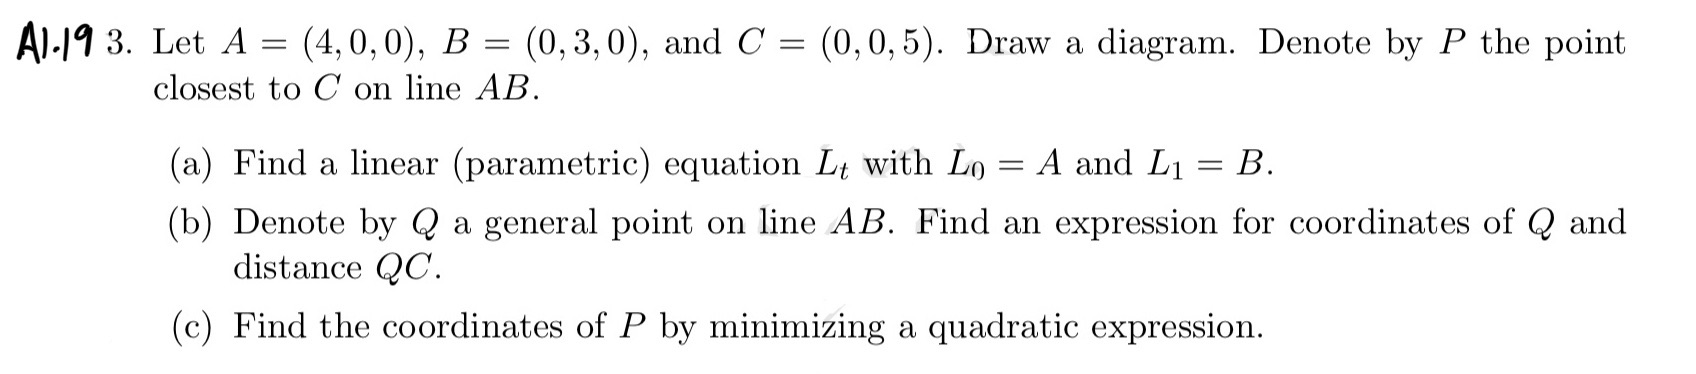 A1.19 3. Let A = (4, 0, 0), B = (0, 3, 0), and C = (0, 0, 5). Draw a diagram. Denote by P the point
closest to C on line AB.
(a) Find a linear (parametric) equation L_t with L_0 = A and L_1 = B.
(b) Denote by Q a general point on line AB. Find an expression for coordinates of Q and
distance QC.
(c) Find the coordinates of P by minimizing a quadratic expression.